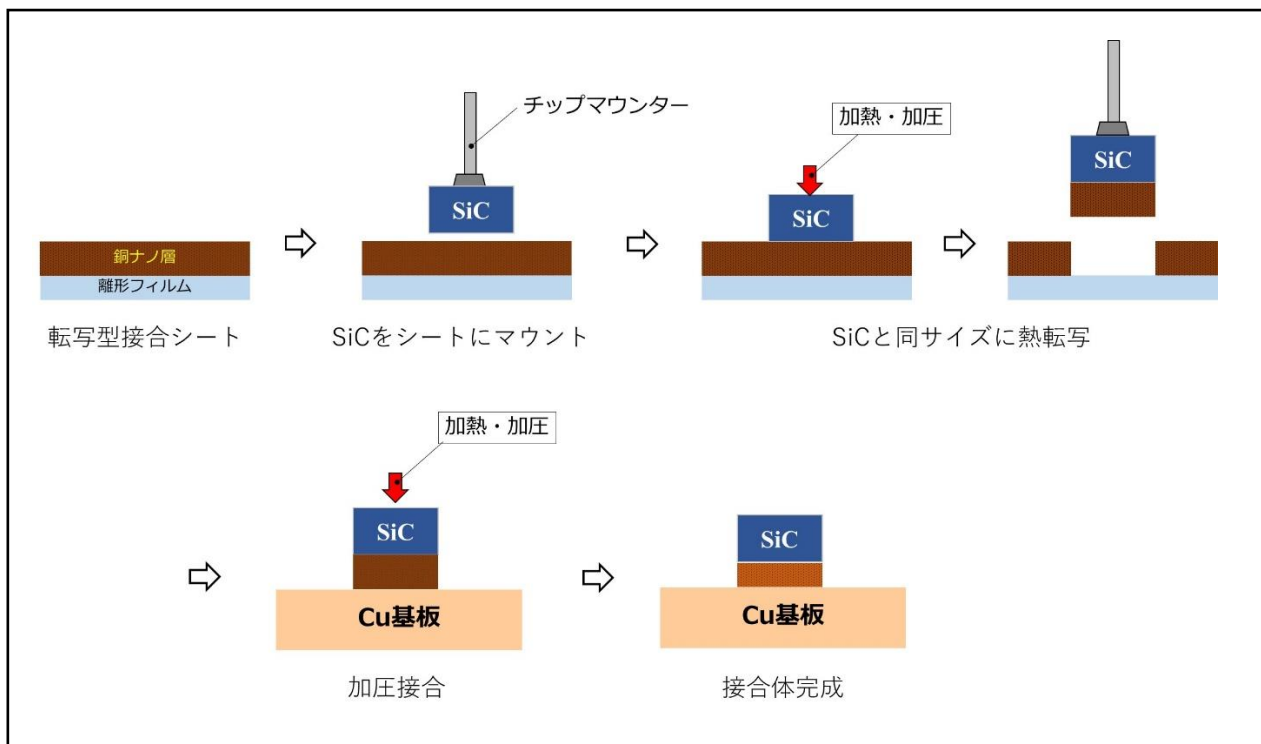 チップマウンター
加熱・加圧
SiC
SiC
SiC
銅ナノ層
離形フィルム
転写型接合シート
SiCをシートにマウント
SiCと同サイズに熱転写
加熱・加圧
SiC
SiC
Cu基板
Cu基板
加圧接合
接合体完成